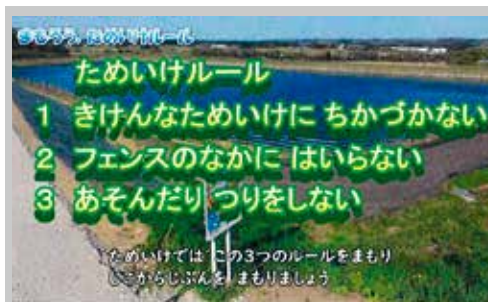 まもろう、ためいけルール
ためいけルール
1 きけんなためいけに ちかづかない
2 フェンスのなかに はいらない
3 あそんだり つりをしない
ためいけでは この3つのルールをまもり
じぶんを まもりましょう